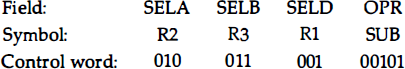 Field: SELA SELB SELD OPR
Symbol: R2 R3 R1 SUB
Control word: 010 011 001 00101